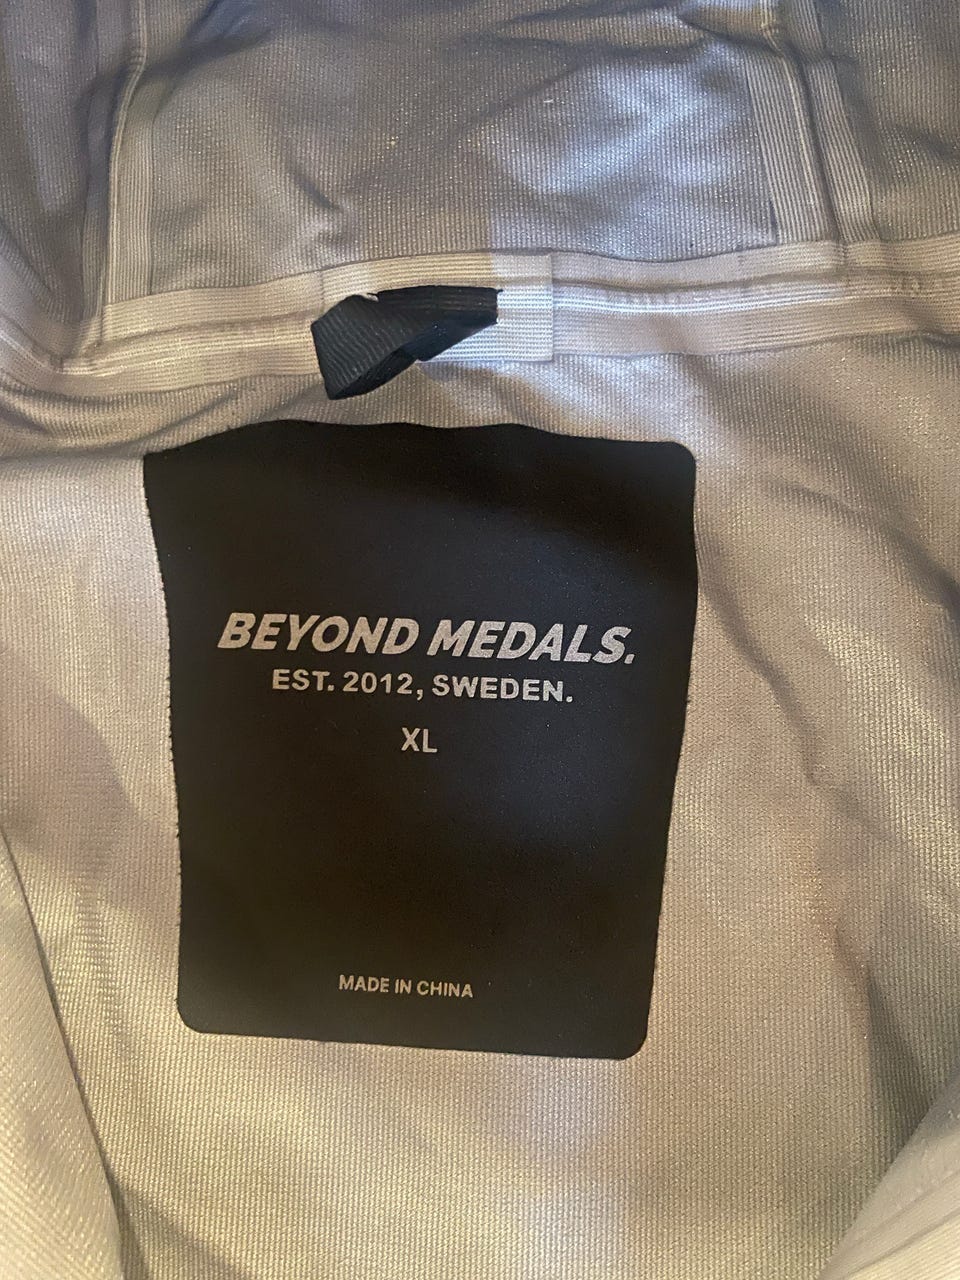 BEYOND MEDALS.
EST. 2012, SWEDEN.
XL
MADE IN CHINA